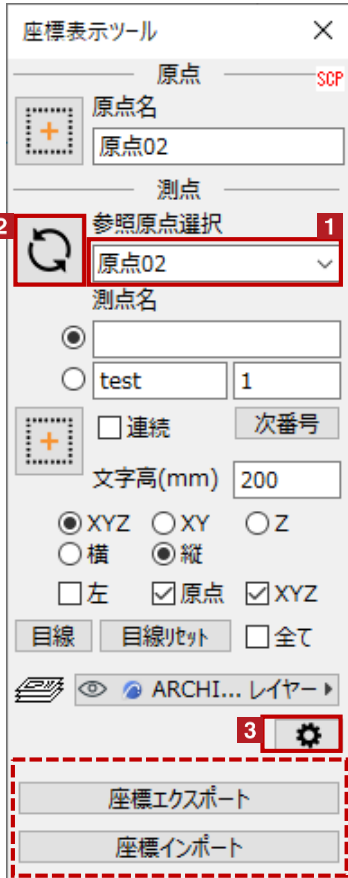 座標表示ツール
原点
SCP
原点名
原点02
測点
2
参照原点選択
1
原点02
測点名
test 1
連続 次番号
文字高(mm) 200
XYZ XY Z
横 縦
左 原点 XYZ
目線 目線リセット 全て
ARCHI... レイヤー
3
座標エクスポート
座標インポート